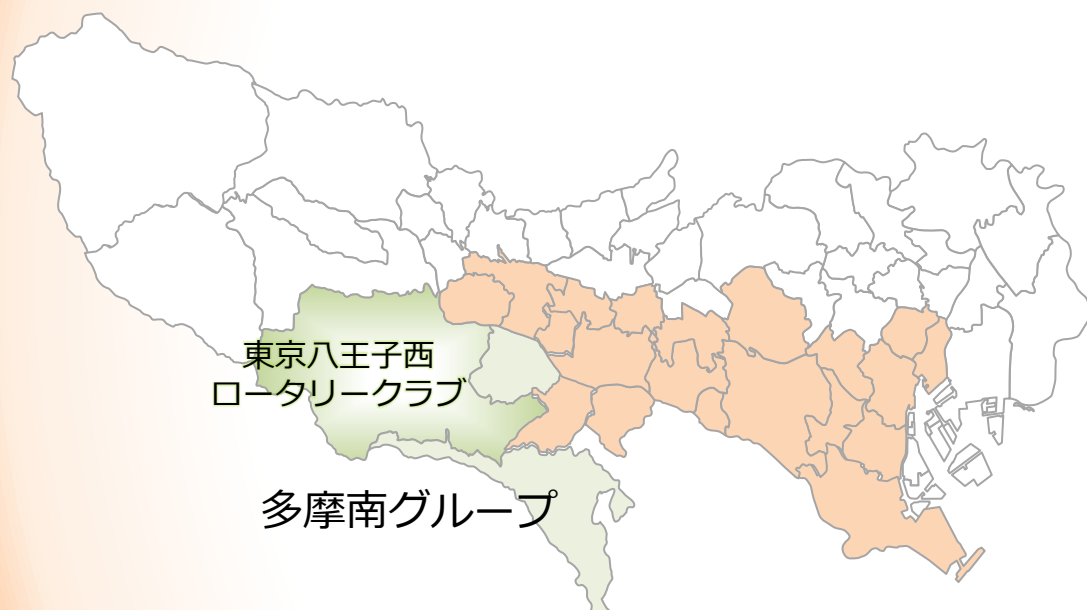 東京八王子西
ロータリークラブ
多摩南グループ